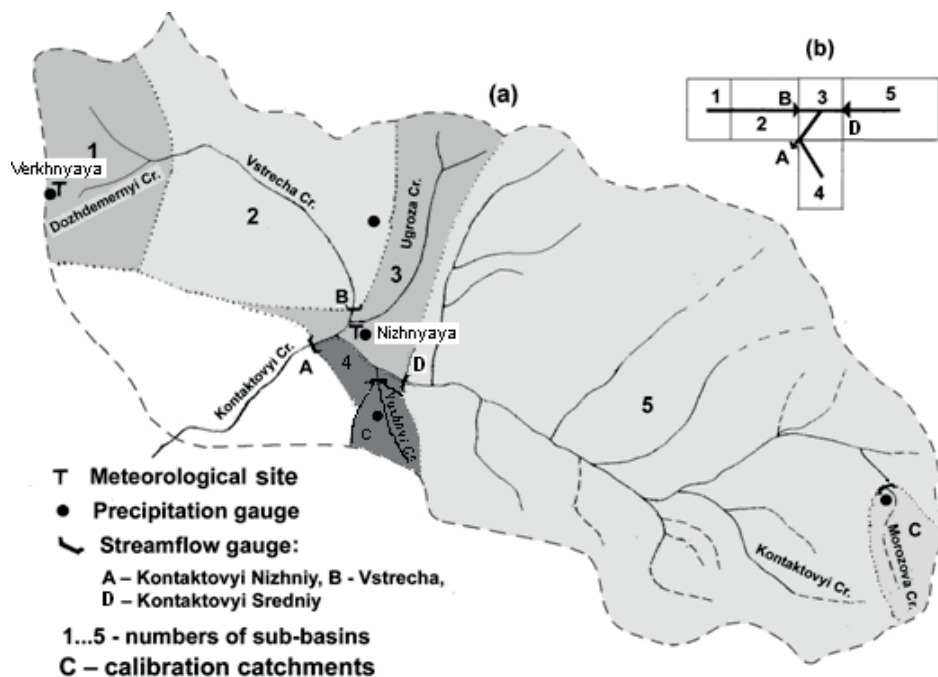 (b)
1
B
3
5
2
D
A
4
(a)
1
Verkhnyaya
Dozhdemernyi Cr.
Vstrecha Cr.
2
Ugroza Cr.
3
B
Nizhnyaya
A
4
D
Kontaktovyi Cr.
C
Yuzhnyi Cr.
5
C
Morozova Cr.
Kontaktovyi Cr.
T Meteorological site
Precipitation gauge
Streamflow gauge:
A – Kontaktovyi Nizhniy, B - Vstrecha,
D – Kontaktovyi Sredniy
1...5 - numbers of sub-basins
C – calibration catchments